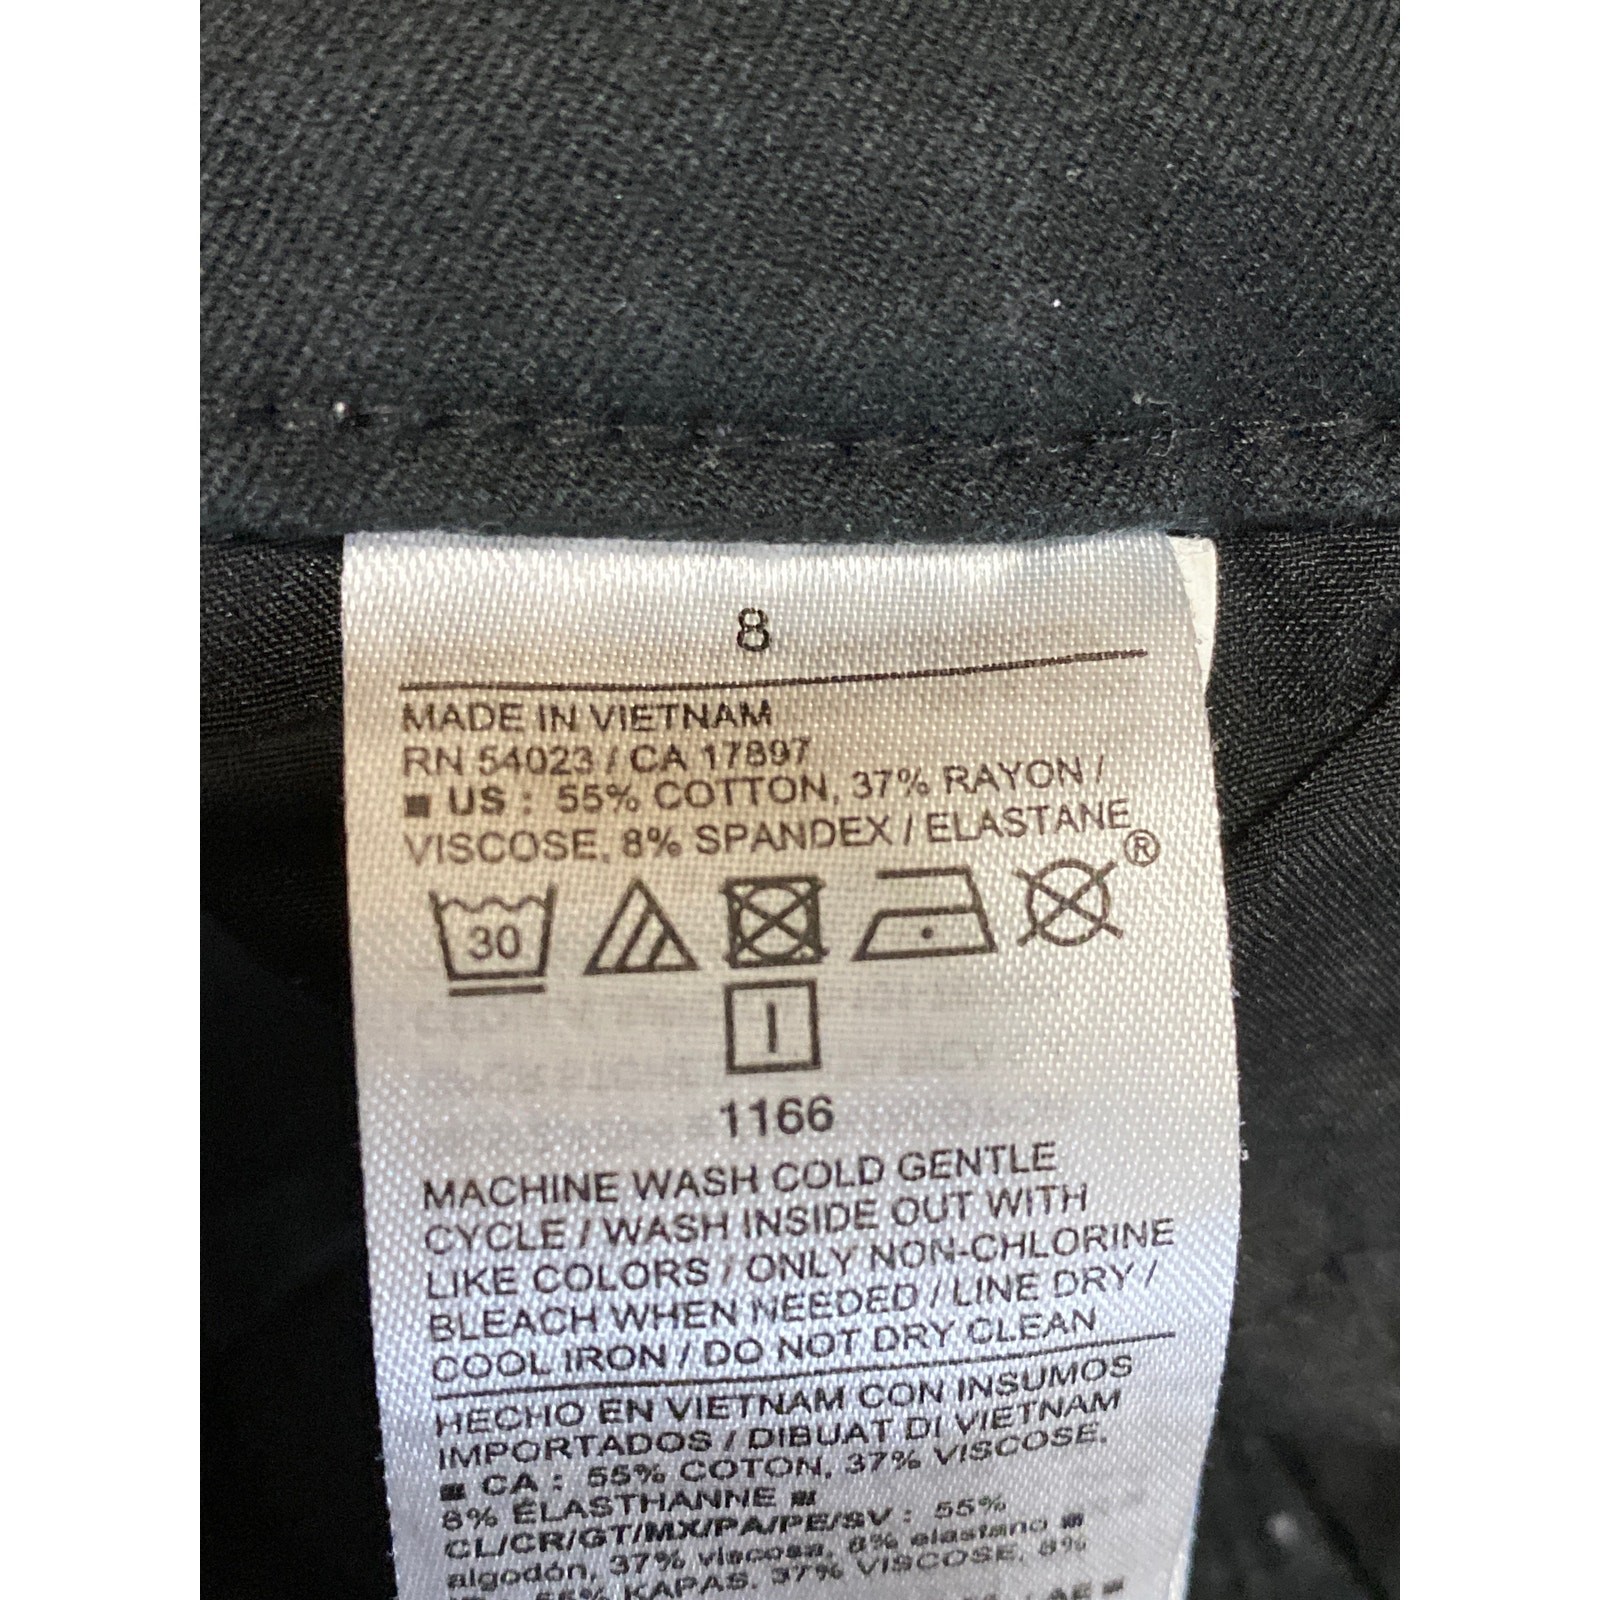 8
MADE IN VIETNAM
RN 54023 / CA 17897
■ US : 55% COTTON, 37% RAYON /
VISCOSE, 8% SPANDEX / ELASTANE
®
30
1166
MACHINE WASH COLD GENTLE
CYCLE / WASH INSIDE OUT WITH
LIKE COLORS / ONLY NON-CHLORINE
BLEACH WHEN NEEDED / LINE DRY /
COOL IRON / DO NOT DRY CLEAN
HECHO EN VIETNAM CON INSUMOS
IMPORTADOS / DIBUAT DI VIETNAM
■ CA : 55% COTON, 37% VISCOSE,
8% ÉLASTHANNE ■
CL/CR/GT/MX/PA/PE/SV : 55%
algodón, 37% viscosa, 8% elastano ■
55% KAPAS, 37% VISCOSE, 8%
AE ■